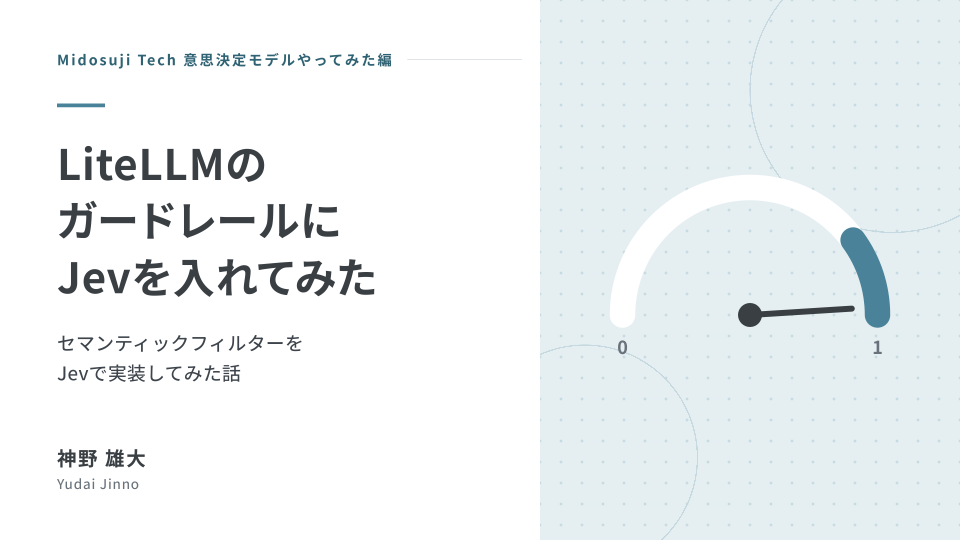 Midosuji Tech 意思決定モデルやってみた編
LiteLLMの
ガードレールに
Jevを入れてみた
セマンティックフィルターを
Jevで実装してみた話
神野 雄大
Yudai Jinno
0
1